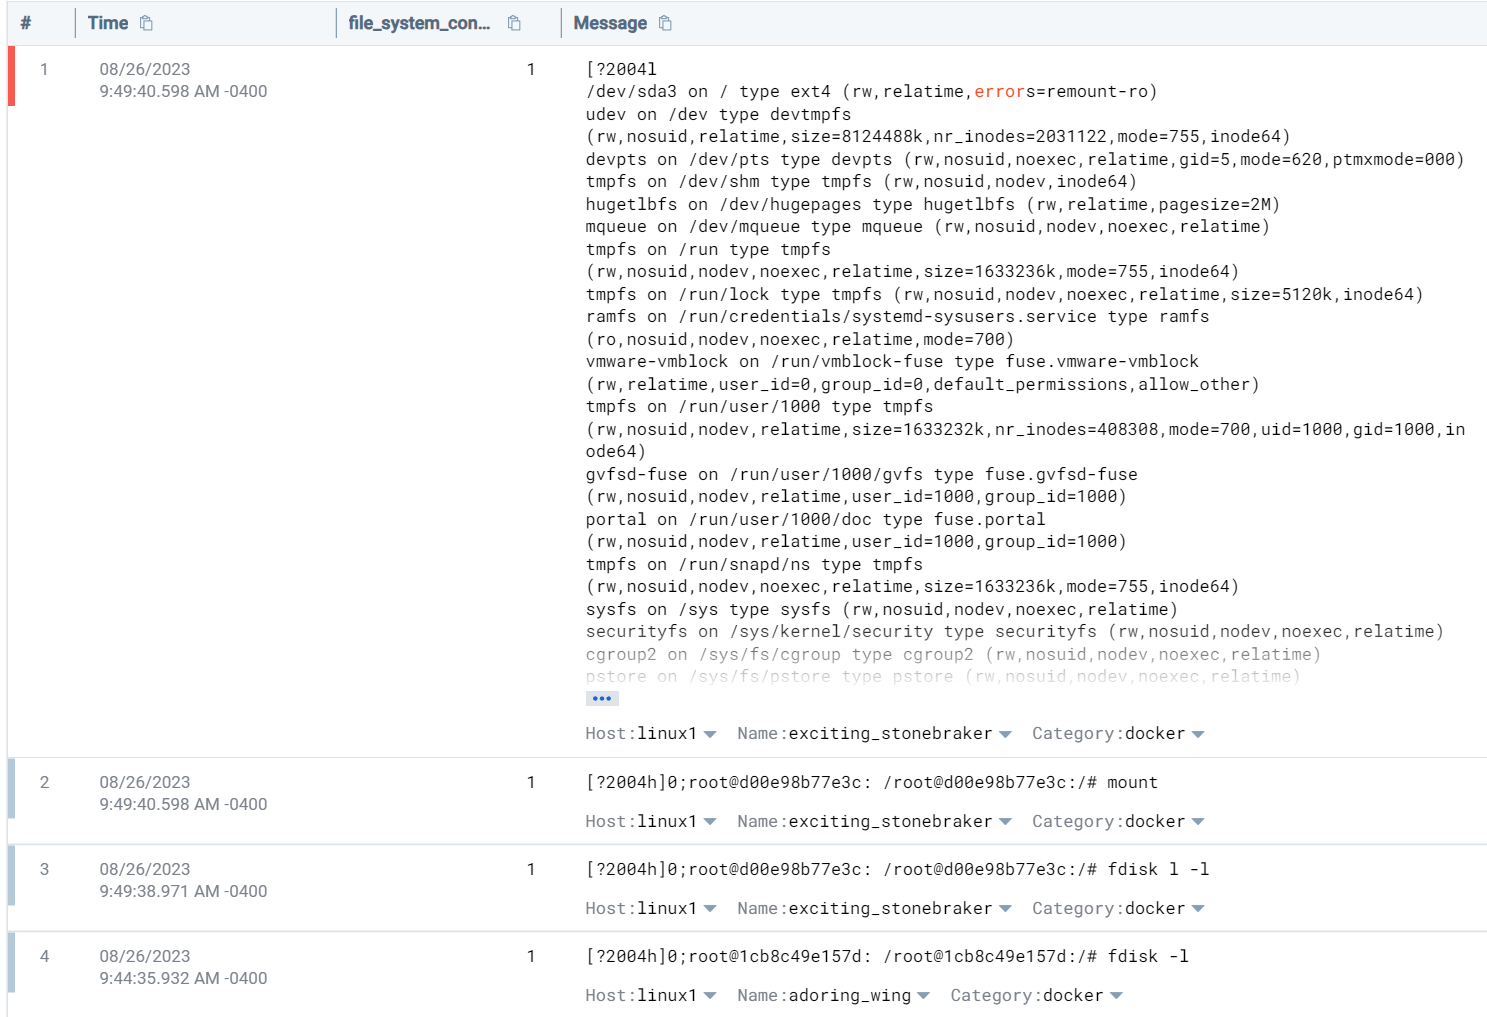 # Time file_system_con... Message
1 08/26/2023 1 [?2004l
9:49:40.598 AM -0400 /dev/sda3 on / type ext4 (rw,relatime,errors=remount-ro)
udev on /dev type devtmpfs
(rw,nosuid,relatime,size=8124488k,nr_inodes=2031122,mode=755,inode64)
devpts on /dev/pts type devpts (rw,nosuid,noexec,relatime,gid=5,mode=620,ptmxmode=000)
tmpfs on /dev/shm type tmpfs (rw,nosuid,nodev,inode64)
hugetlbfs on /dev/hugepages type hugetlbfs (rw,relatime,pagesize=2M)
mqueue on /dev/mqueue type mqueue (rw,nosuid,nodev,noexec,relatime)
tmpfs on /run type tmpfs
(rw,nosuid,nodev,noexec,relatime,size=1633236k,mode=755,inode64)
tmpfs on /run/lock type tmpfs (rw,nosuid,nodev,noexec,relatime,size=5120k,inode64)
ramfs on /run/credentials/systemd-sysusers.service type ramfs
(ro,nosuid,nodev,noexec,relatime,mode=700)
vmware-vmblock on /run/vmblock-fuse type fuse.vmware-vmblock
(rw,relatime,user_id=0,group_id=0,default_permissions,allow_other)
tmpfs on /run/user/1000 type tmpfs
(rw,nosuid,nodev,relatime,size=1633232k,nr_inodes=408308,mode=700,uid=1000,gid=1000,in
ode64)
gvfsd-fuse on /run/user/1000/gvfs type fuse.gvfsd-fuse
(rw,nosuid,nodev,relatime,user_id=1000,group_id=1000)
portal on /run/user/1000/doc type fuse.portal
(rw,nosuid,nodev,relatime,user_id=1000,group_id=1000)
tmpfs on /run/snapd/ns type tmpfs
(rw,nosuid,nodev,noexec,relatime,size=1633236k,mode=755,inode64)
sysfs on /sys type sysfs (rw,nosuid,nodev,noexec,relatime)
securityfs on /sys/kernel/security type securityfs (rw,nosuid,nodev,noexec,relatime)
cgroup2 on /sys/fs/cgroup type cgroup2 (rw,nosuid,nodev,noexec,relatime)
pstore on /sys/fs/pstore type pstore (rw,nosuid,nodev,noexec,relatime)
•••
Host:linux1 Name:exciting_stonebraker Category:docker
2 08/26/2023 1 [?2004h]0;root@d00e98b77e3c: /root@d00e98b77e3c:/# mount
9:49:40.598 AM -0400
Host:linux1 Name:exciting_stonebraker Category:docker
3 08/26/2023 1 [?2004h]0;root@d00e98b77e3c: /root@d00e98b77e3c:/# fdisk l -l
9:49:38.971 AM -0400
Host:linux1 Name:exciting_stonebraker Category:docker
4 08/26/2023 1 [?2004h]0;root@1cb8c49e157d: /root@1cb8c49e157d:/# fdisk -l
9:44:35.932 AM -0400
Host:linux1 Name:adoring_wing Category:docker